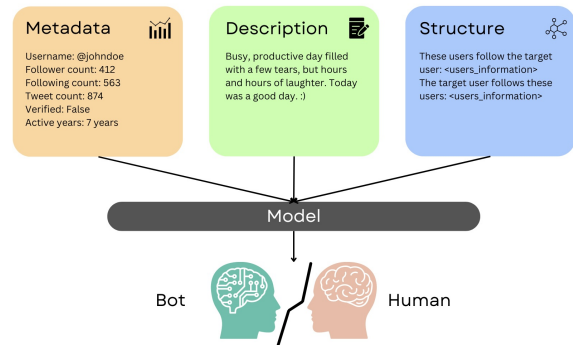 Metadata
Username: @johndoe
Follower count: 412
Following count: 563
Tweet count: 874
Verified: False
Active years: 7 years
Description
Busy, productive day filled
with a few tears, but hours
and hours of laughter. Today
was a good day. :)
Structure
These users follow the target
user: <users_information>
The target user follows these
users: <users_information>
Model
Bot
Human